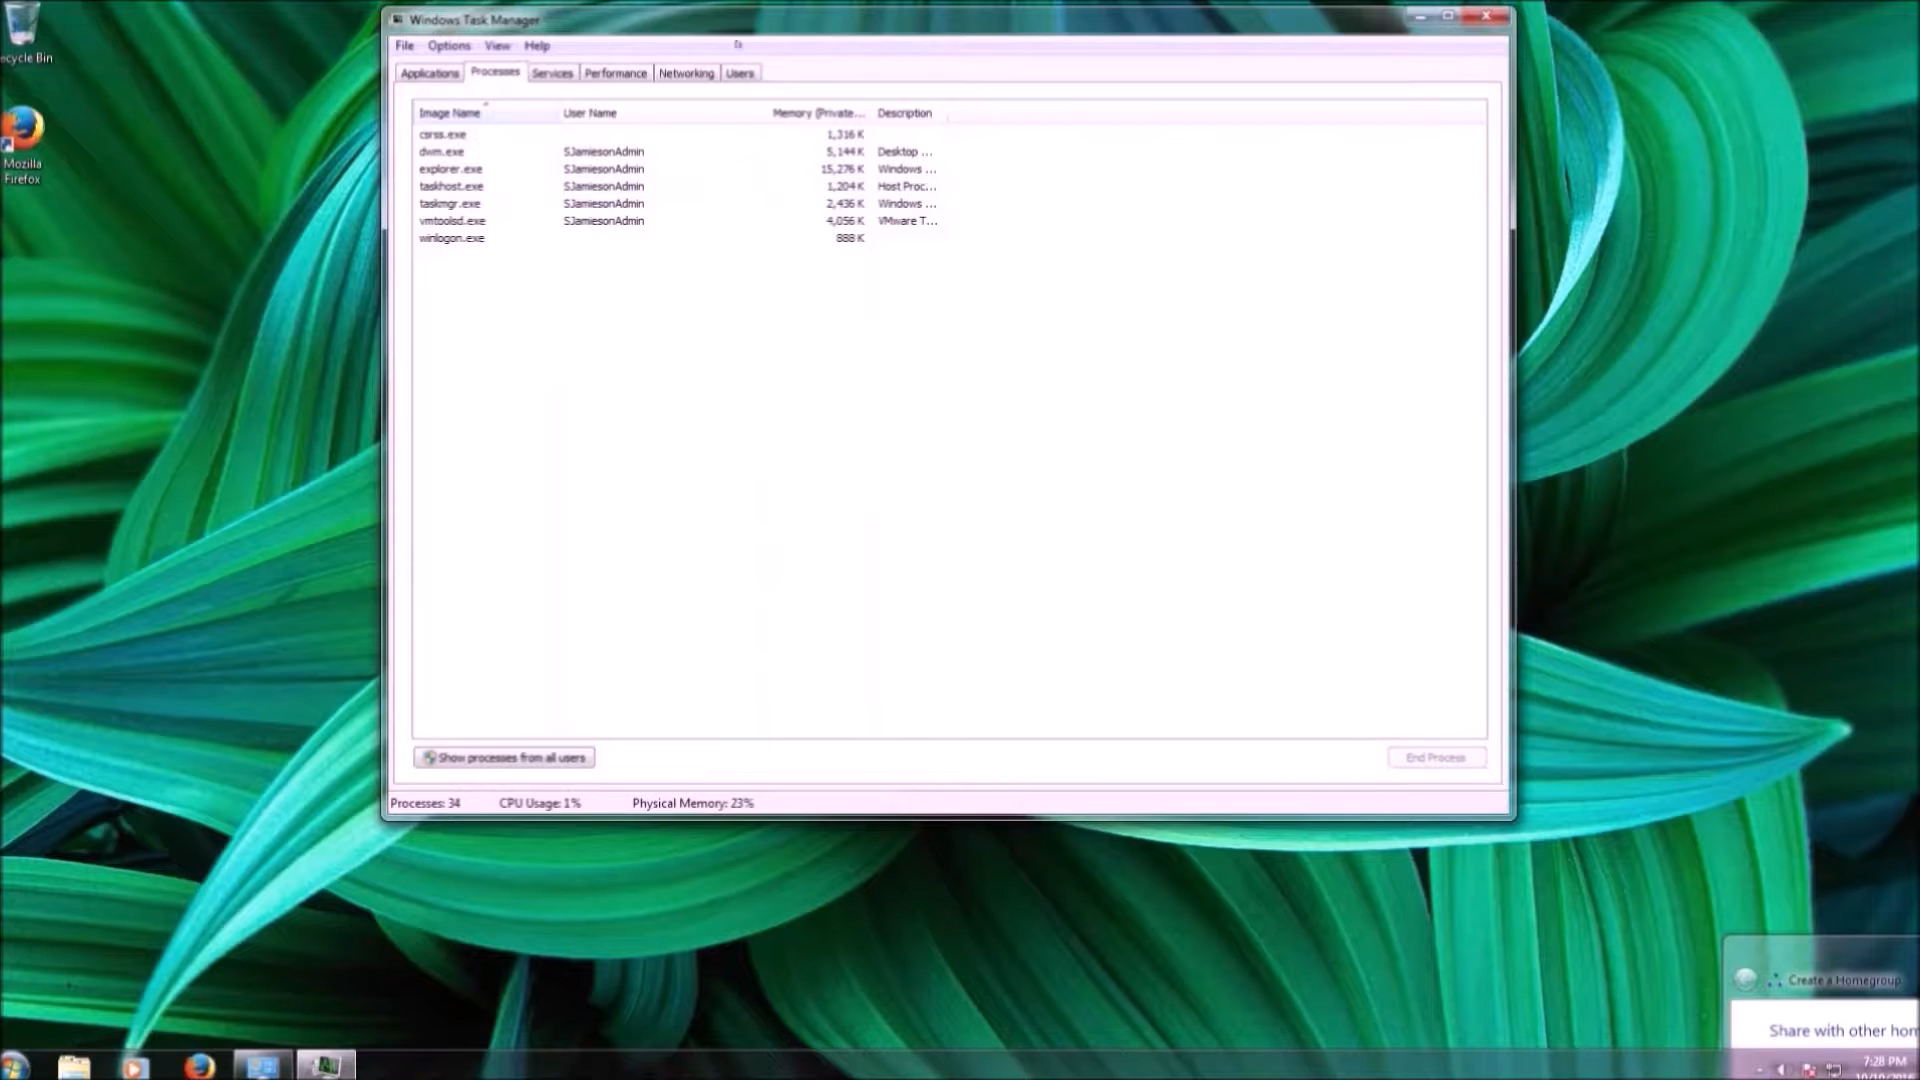 ecycle Bin
Mozilla
Firefox
Windows Task Manager
File Options View Help
Applications Processes Services Performance Networking Users
Image Name User Name Memory (Private... Description
csrss.exe 1,316 K
dwm.exe SJamiesonAdmin 5,144 K Desktop ...
explorer.exe SJamiesonAdmin 15,276 K Windows ...
taskhost.exe SJamiesonAdmin 1,204 K Host Proc...
taskmgr.exe SJamiesonAdmin 2,436 K Windows ...
vmtoolsd.exe SJamiesonAdmin 4,056 K VMware T...
winlogon.exe 888 K
Show processes from all users End Process
Processes: 34 CPU Usage: 1% Physical Memory: 23%
Create a Homegroup
Share with other hom
7:28 PM